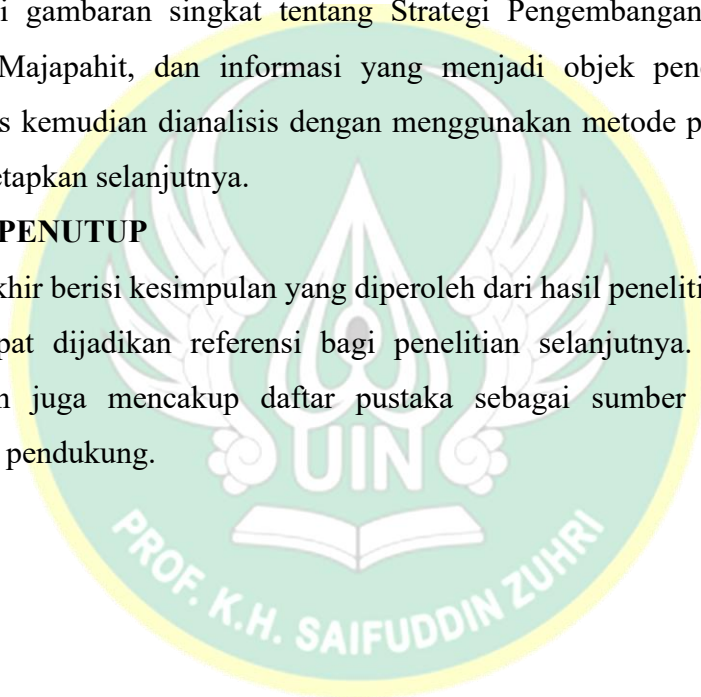 i gambaran singkat tentang Strategi Pengembangan
Majapahit, dan informasi yang menjadi objek pen
s kemudian dianalisis dengan menggunakan metode p
etapkan selanjutnya.
PENUTUP
khir berisi kesimpulan yang diperoleh dari hasil peneliti
pat dijadikan referensi bagi penelitian selanjutnya.
n juga mencakup daftar pustaka sebagai sumber
pendukung.
UIN
PROF. K.H. SAIFUDDIN ZUHRI